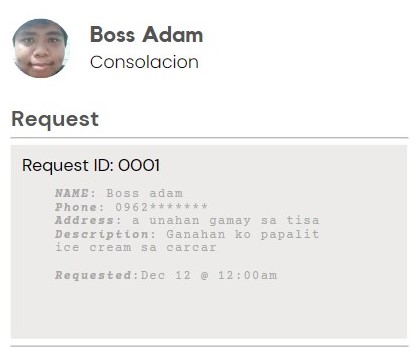 Boss Adam
Consolacion
Request
Request ID: 0001
NAME: Boss adam
Phone: 0962*******
Address: a unahan gamay sa tisa
Description: Ganahan ko papalit
ice cream sa carcar
Requested:Dec 12 @ 12:00am